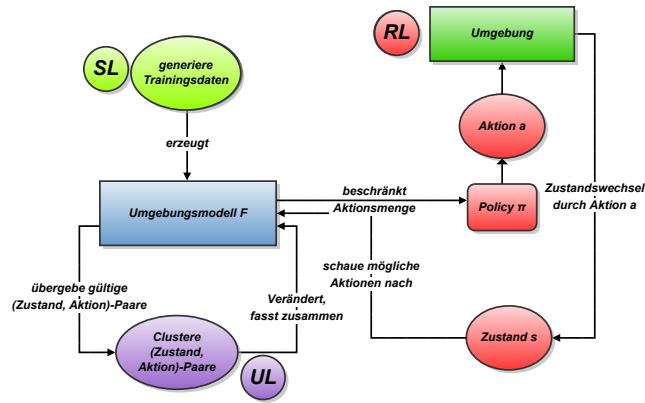 SL
generiere
Trainingsdaten
RL
Umgebung
erzeugt
Aktion a
Umgebungsmodell F
beschränkt
Aktionsmenge
Policy π
Zustandswechsel
durch Aktion a
übergebe gültige
(Zustand, Aktion)-Paare
Verändert,
fasst zusammen
schaue mögliche
Aktionen nach
Clustere
(Zustand,
Aktion)-Paare
UL
Zustand s